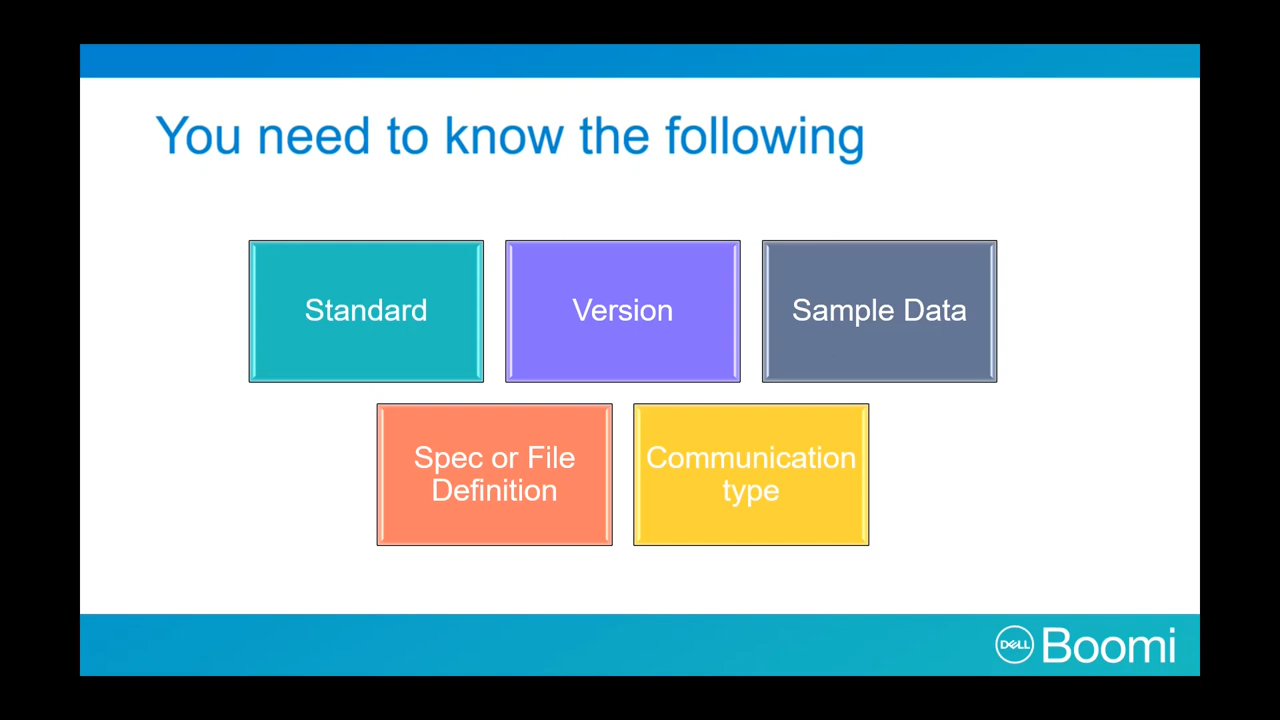 You need to know the following
Standard
Version
Sample Data
Spec or File
Definition
Communication
type
DELL Boomi